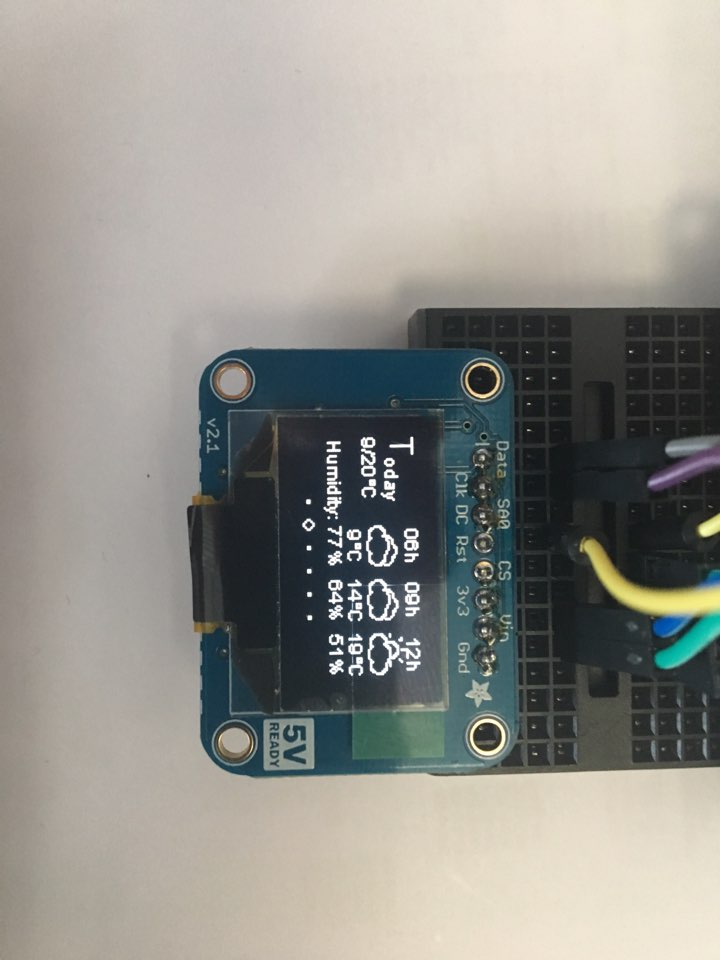 Data SA0 CS Vin
Clk DC Rst 3v3 Gnd
Today 06h 09h 12h
9/20°C 9°C 14°C 19°C
Humidity: 77% 64% 51%
v2.1
5V
READY